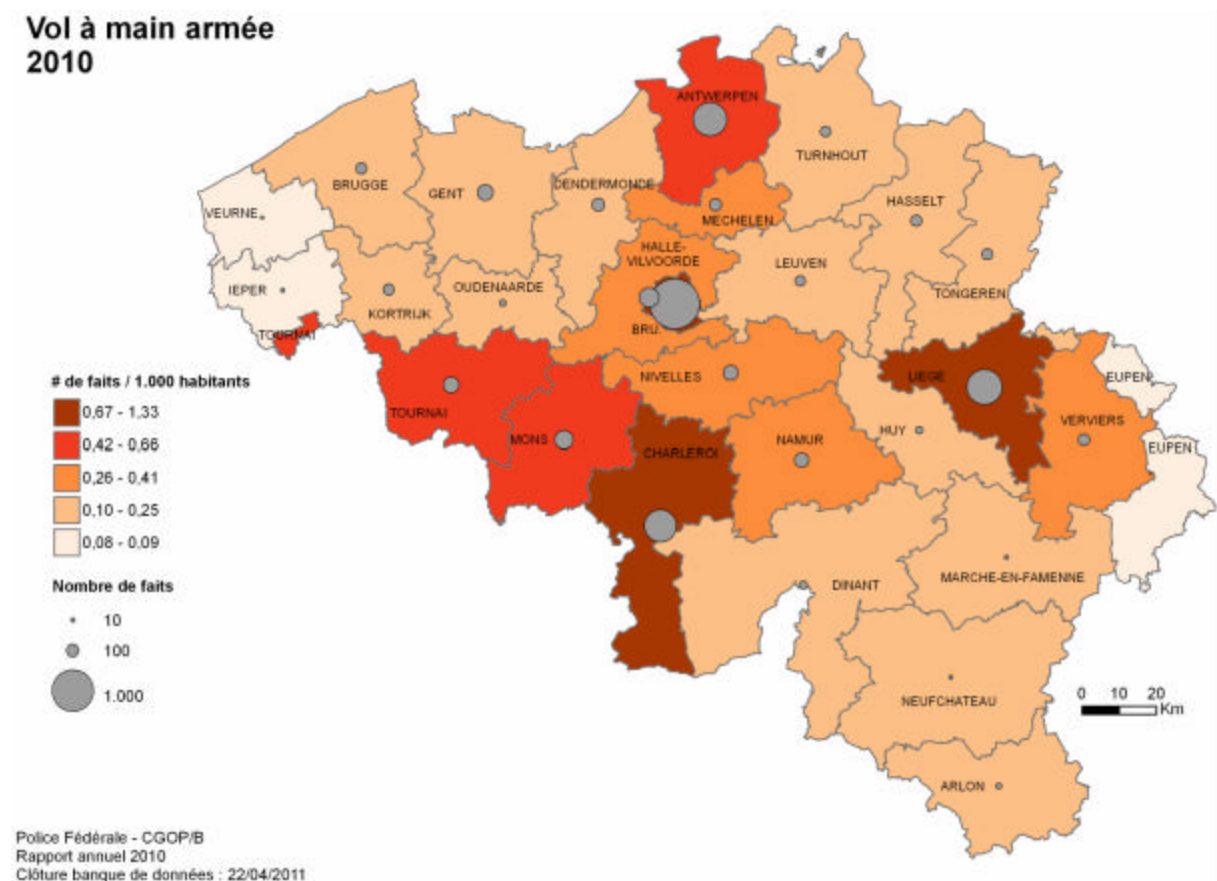 Vol à main armée
2010
ANTWERPEN
TURNHOUT
BRUGGE
GENT
DENDERMONDE
HASSELT
VEURNE
MECHELEN
HALLE-
VILVOORDE
LEUVEN
IEPER
OUDENAARDE
TONGEREN
KORTRIJK
BRU.
TOURNAI
NIVELLES
LIEGE
EUPEN
TOURNAI
VERVIERS
MONS
NAMUR
HUY
CHARLEROI
EUPEN
DINANT
MARCHE-EN-FAMENNE
NEUFCHATEAU
ARLON
# de faits / 1.000 habitants
0,67 - 1,33
0,42 - 0,66
0,26 - 0,41
0,10 - 0,25
0,08 - 0,09
Nombre de faits
10
100
1.000
0 10 20
Km
Police Fédérale - CGOP/B
Rapport annuel 2010
Clôture banque de données : 22/04/2011